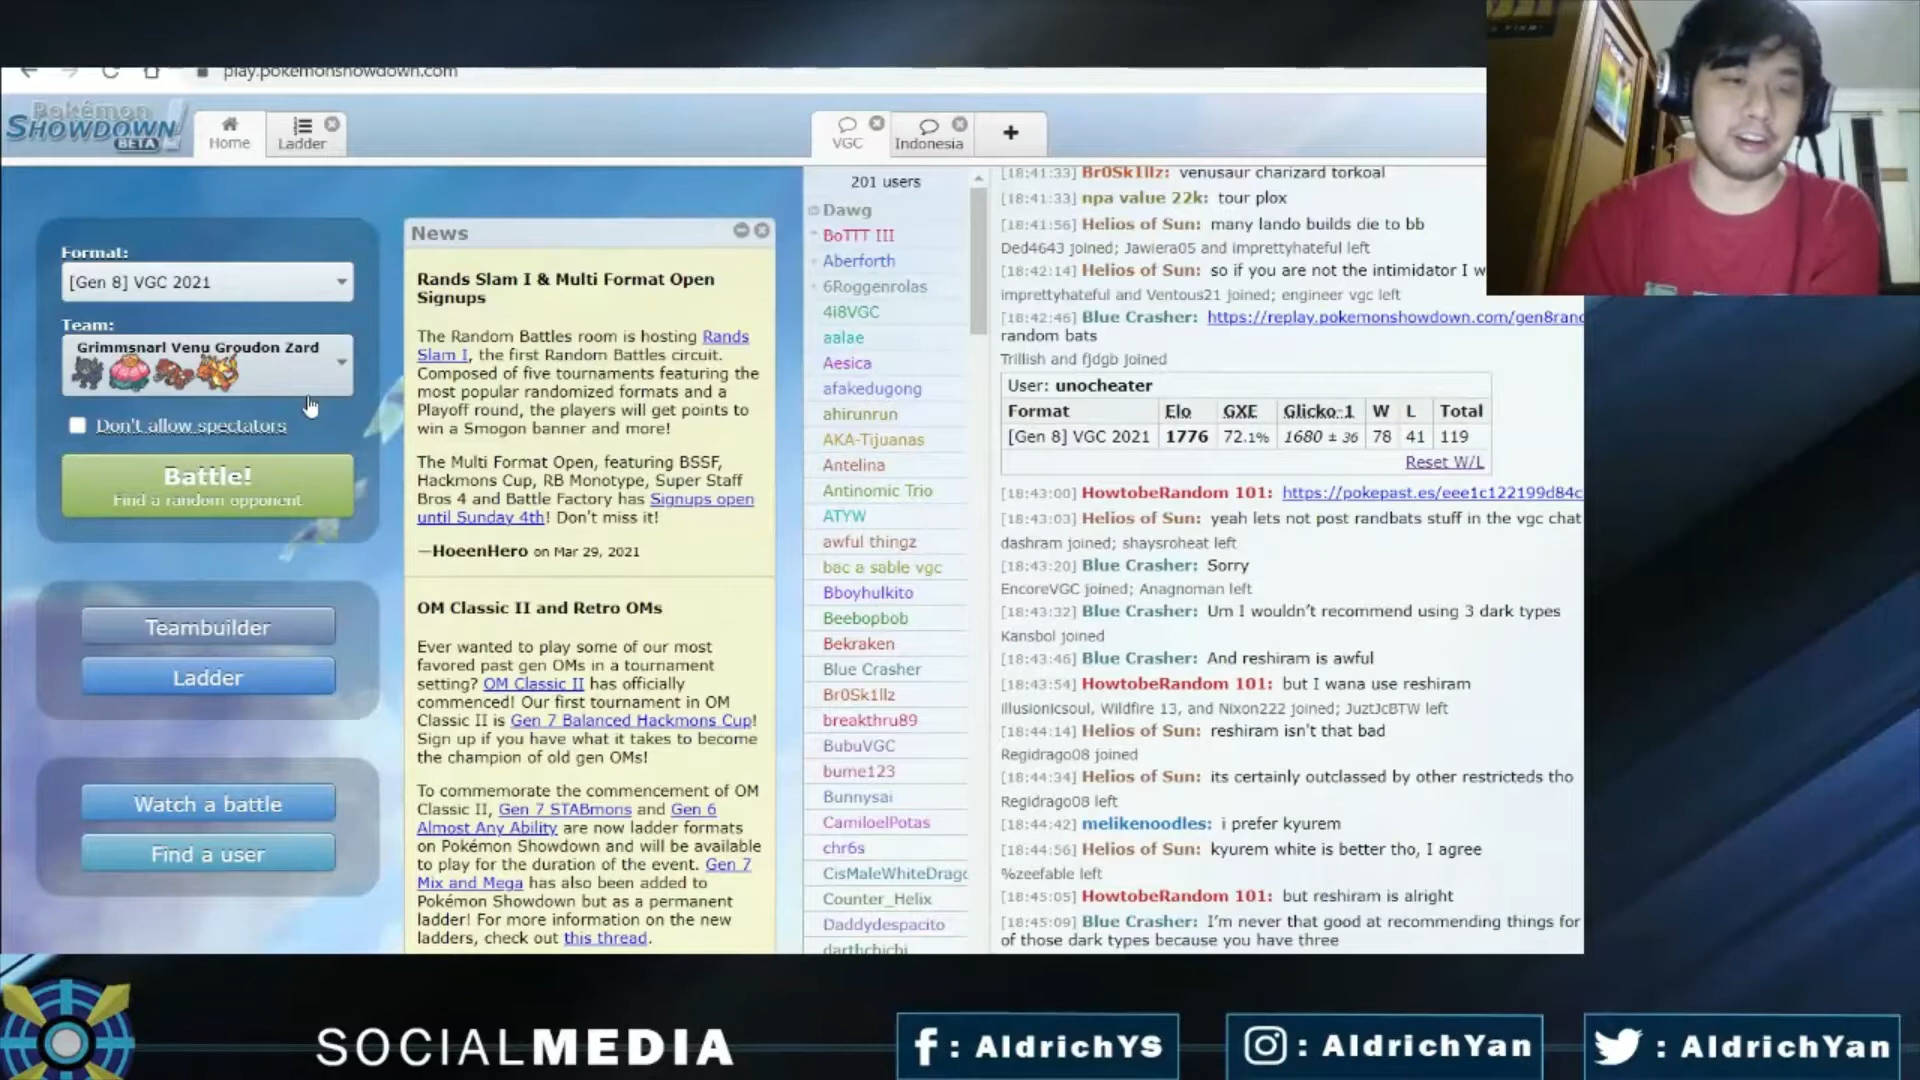 play.pokemonshowdown.com
Pokémon
SHOWDOWN!
BETA
Home
Ladder
VGC
Indonesia
+
Format:
[Gen 8] VGC 2021
Team:
Grimmsnarl Venu Groudon Zard
Don't allow spectators
Battle!
Find a random opponent
Teambuilder
Ladder
Watch a battle
Find a user
News
Rands Slam I & Multi Format Open
Signups
The Random Battles room is hosting Rands
Slam I, the first Random Battles circuit.
Composed of five tournaments featuring the
most popular randomized formats and a
Playoff round, the players will get points to
win a Smogon banner and more!
The Multi Format Open, featuring BSSF,
Hackmons Cup, RB Monotype, Super Staff
Bros 4 and Battle Factory has Signups open
until Sunday 4th! Don't miss it!
—HoeenHero on Mar 29, 2021
OM Classic II and Retro OMs
Ever wanted to play some of our most
favored past gen OMs in a tournament
setting? OM Classic II has officially
commenced! Our first tournament in OM
Classic II is Gen 7 Balanced Hackmons Cup!
Sign up if you have what it takes to become
the champion of old gen OMs!
To commemorate the commencement of OM
Classic II, Gen 7 STABmons and Gen 6
Almost Any Ability are now ladder formats
on Pokémon Showdown and will be available
to play for the duration of the event. Gen 7
Mix and Mega has also been added to
Pokémon Showdown but as a permanent
ladder! For more information on the new
ladders, check out this thread.
201 users
Dawg
BoTTT III
Aberforth
6Roggenrolas
4i8VGC
aalae
Aesica
afakedugong
ahirunrun
AKA-Tijuanas
Antelina
Antinomic Trio
ATYW
awful thingz
bac a sable vgc
Bboyhulkito
Beebopbob
Bekraken
Blue Crasher
Br0Sk1llz
breakthru89
BubuVGC
bume123
Bunnysai
CamiloelPotas
chr6s
CisMaleWhiteDrago
Counter_Helix
Daddydespacito
darthchichi
[18:41:33] Br0Sk1llz: venusaur charizard torkoal
[18:41:33] npa value 22k: tour plox
[18:41:56] Helios of Sun: many lando builds die to bb
Ded4643 joined; Jawiera05 and imprettyhateful left
[18:42:14] Helios of Sun: so if you are not the intimidator I w
imprettyhateful and Ventous21 joined; engineer vgc left
[18:42:46] Blue Crasher: https://replay.pokemonshowdown.com/gen8rand
random bats
Trillish and fjdgb joined
User: unocheater
Format Elo GXE Glicko-1 W L Total
[Gen 8] VGC 2021 1776 72.1% 1680 ± 36 78 41 119
Reset W/L
[18:43:00] HowtobeRandom 101: https://pokepast.es/eee1c122199d84c
[18:43:03] Helios of Sun: yeah lets not post randbats stuff in the vgc chat
dashram joined; shaysroheat left
[18:43:20] Blue Crasher: Sorry
EncoreVGC joined; Anagnoman left
[18:43:32] Blue Crasher: Um I wouldn't recommend using 3 dark types
Kansbol joined
[18:43:46] Blue Crasher: And reshiram is awful
[18:43:54] HowtobeRandom 101: but I wana use reshiram
illusionicsoul, Wildfire 13, and Nixon222 joined; JuztJcBTW left
[18:44:14] Helios of Sun: reshiram isn't that bad
Regidrago08 joined
[18:44:34] Helios of Sun: its certainly outclassed by other restricteds tho
Regidrago08 left
[18:44:42] melikenoodles: i prefer kyurem
[18:44:56] Helios of Sun: kyurem white is better tho, I agree
%zeefable left
[18:45:05] HowtobeRandom 101: but reshiram is alright
[18:45:09] Blue Crasher: I'm never that good at recommending things for
of those dark types because you have three
SOCIALMEDIA
f : AldrichYS
: AldrichYan
: AldrichYan